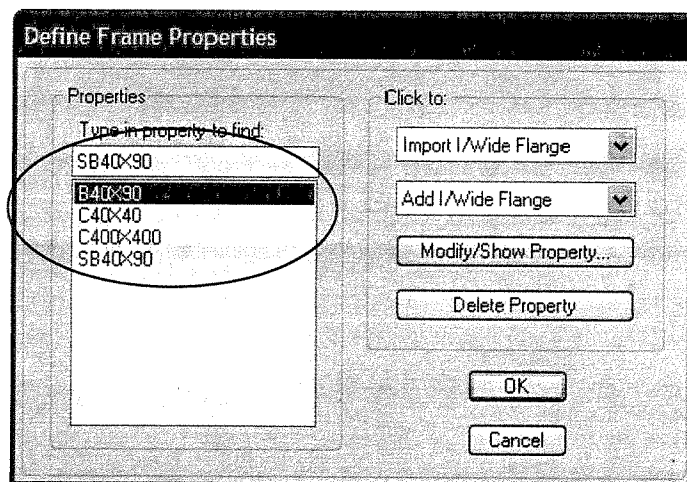 Define Frame Properties
Properties
Type in property to find:
SB40X90
B40X90
C40X40
C400X400
SB40X90
Click to:
Import I/Wide Flange
Add I/Wide Flange
Modify/Show Property...
Delete Property
OK
Cancel